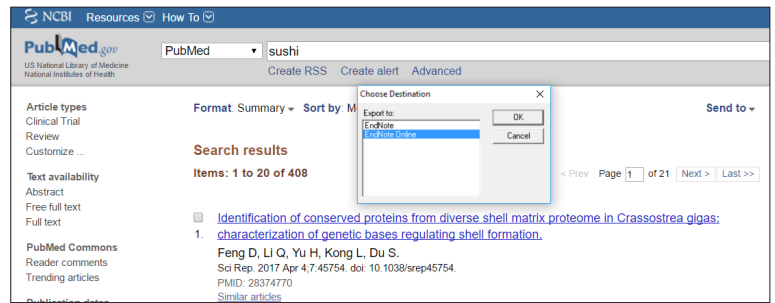 NCBI Resources How To
PubMed.gov
US National Library of Medicine
National Institutes of Health
PubMed
sushi
Create RSS Create alert Advanced
Article types
Clinical Trial
Review
Customize ...
Text availability
Abstract
Free full text
Full text
PubMed Commons
Reader comments
Trending articles
Publication dates
Format: Summary Sort by: M
Send to
Choose Destination
Export to:
EndNote
EndNote Online
OK
Cancel
Search results
Items: 1 to 20 of 408
< Prev Page 1 of 21 Next > Last >>
Identification of conserved proteins from diverse shell matrix proteome in Crassostrea gigas:
1. characterization of genetic bases regulating shell formation.
Feng D, Li Q, Yu H, Kong L, Du S.
Sci Rep. 2017 Apr 4;7:45754. doi: 10.1038/srep45754.
PMID: 28374770
Similar articles